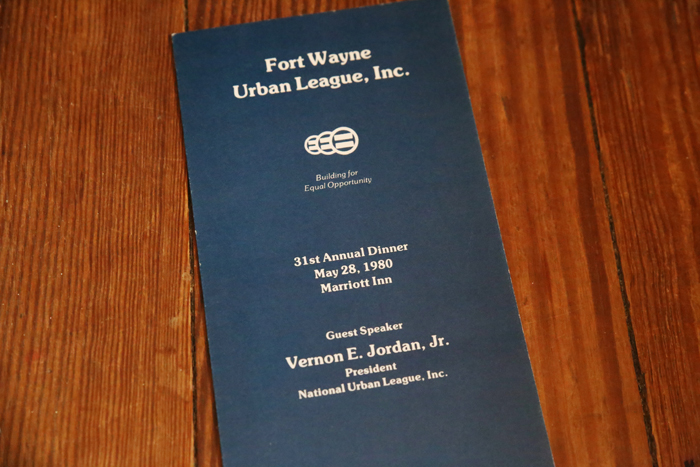 Fort Wayne
Urban League, Inc.
Building for
Equal Opportunity
31st Annual Dinner
May 28, 1980
Marriott Inn
Guest Speaker
Vernon E. Jordan, Jr.
President
National Urban League, Inc.